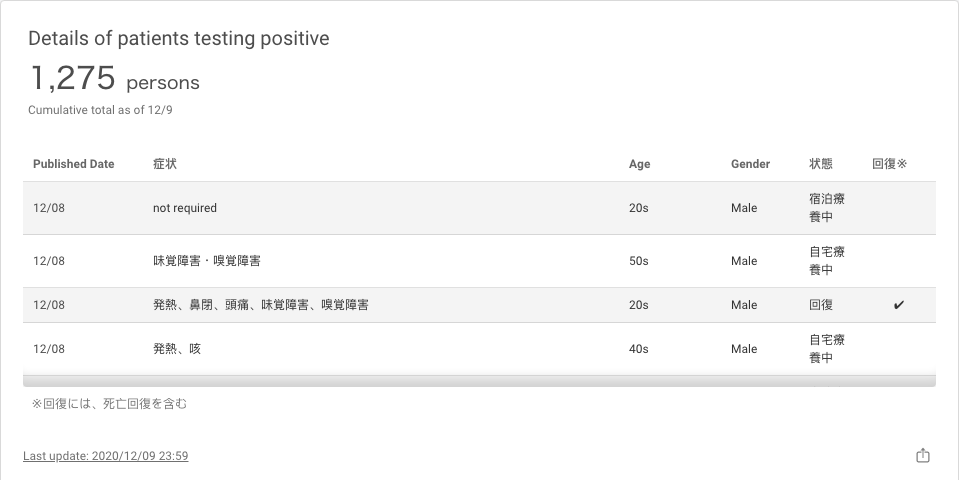 Details of patients testing positive
1,275 persons
Cumulative total as of 12/9
Published Date 症状 Age Gender 状態 回復※
12/08 not required 20s Male 宿泊療養中
12/08 味覚障害・嗅覚障害 50s Male 自宅療養中
12/08 発熱、鼻閉、頭痛、味覚障害、嗅覚障害 20s Male 回復 ✔
12/08 発熱、咳 40s Male 自宅療養中
※回復には、死亡回復を含む
Last update: 2020/12/09 23:59